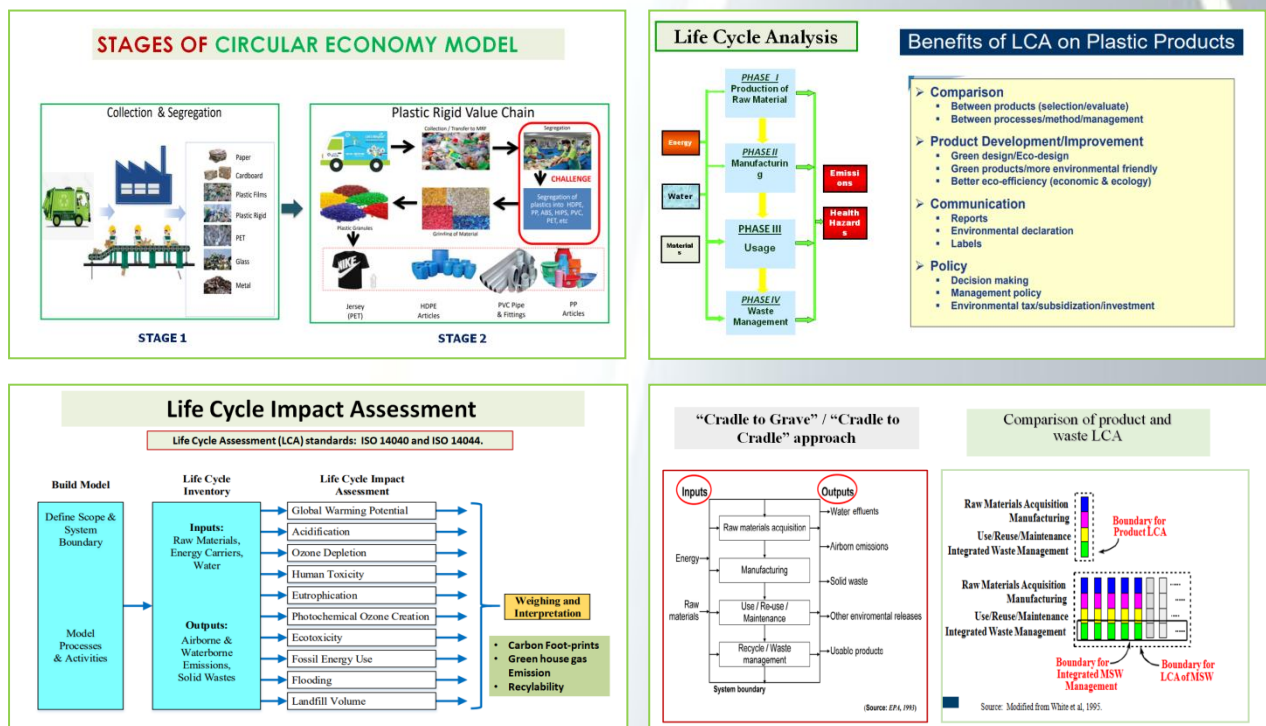 STAGES OF CIRCULAR ECONOMY MODEL
Collection & Segregation
Paper
Cardboard
Plastic Films
Plastic Rigid
PET
Glass
Metal
STAGE 1
Plastic Rigid Value Chain
Collection / Transfer to MRF
Segregation
CHALLENGE
Segregation of
plastics into HDPE,
PP, ABS, HIPS, PVC,
PET, etc
Plastic Granules
Grinding of Material
NIKE
Jersey
(PET)
HDPE
Articles
PVC Pipe
& Fittings
PP
Articles
STAGE 2
Life Cycle Analysis
Energy
Water
Material
s
PHASE I
Production of
Raw Material
PHASE II
Manufacturin
g
PHASE III
Usage
PHASE IV
Waste
Management
Emissi
ons
Health
Hazard
s
Benefits of LCA on Plastic Products
Comparison
Between products (selection/evaluate)
Between processes/method/management
Product Development/Improvement
Green design/Eco-design
Green products/more environmental friendly
Better eco-efficiency (economic & ecology)
Communication
Reports
Environmental declaration
Labels
Policy
Decision making
Management policy
Environmental tax/subsidization/investment
Life Cycle Impact Assessment
Life Cycle Assessment (LCA) standards: ISO 14040 and ISO 14044.
Build Model
Define Scope &
System
Boundary
Model
Processes
& Activities
Life Cycle
Inventory
Inputs:
Raw Materials,
Energy Carriers,
Water
Outputs:
Airborne &
Waterborne
Emissions,
Solid Wastes
Life Cycle Impact
Assessment
Global Warming Potential
Acidification
Ozone Depletion
Human Toxicity
Eutrophication
Photochemical Ozone Creation
Ecotoxicity
Fossil Energy Use
Flooding
Landfill Volume
Weighing and
Interpretation
Carbon Foot-prints
Green house gas
Emission
Recylability
“Cradle to Grave” / “Cradle to
Cradle” approach
Inputs
Outputs
Energy
Raw
materials
Raw materials acquisition
Manufacturing
Use / Re-use /
Maintenance
Recycle / Waste
management
System boundary
Water effluents
Airborn emissions
Solid waste
Other enviromental releases
Usable products
(Source: EPA, 1993)
Comparison of product and
waste LCA
Raw Materials Acquisition
Manufacturing
Use/Reuse/Maintenance
Integrated Waste Management
Boundary for
Product LCA
Raw Materials Acquisition
Manufacturing
Use/Reuse/Maintenance
Integrated Waste Management
Boundary for
Integrated MSW
Management
Boundary for
LCA of MSW
Source: Modified from White et al, 1995.